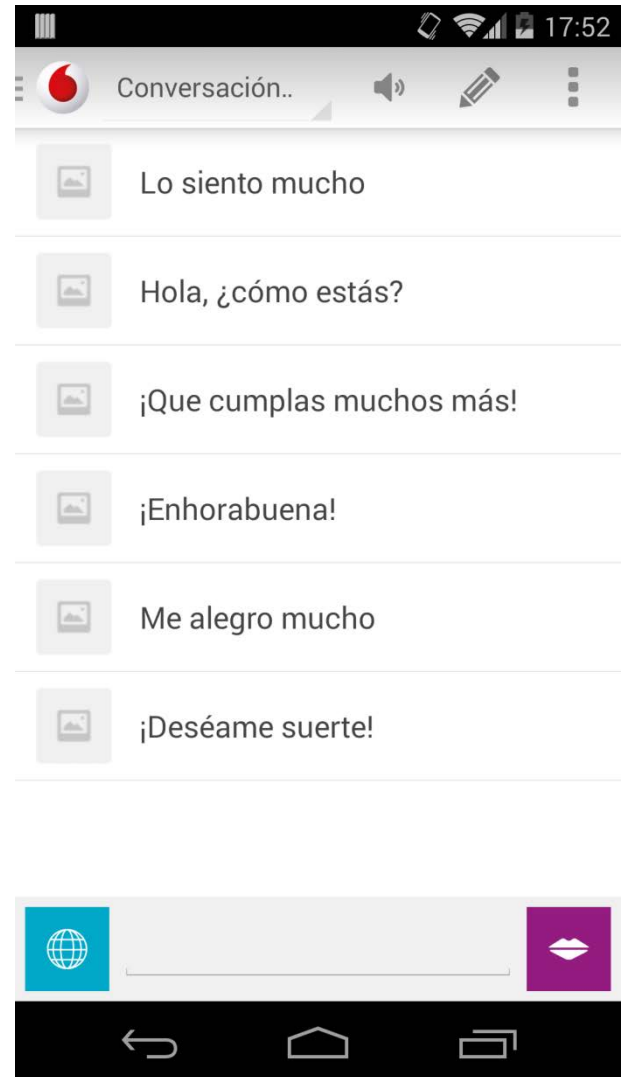 17:52
Conversación..
Lo siento mucho
Hola, ¿cómo estás?
¡Que cumplas muchos más!
¡Enhorabuena!
Me alegro mucho
¡Deséame suerte!